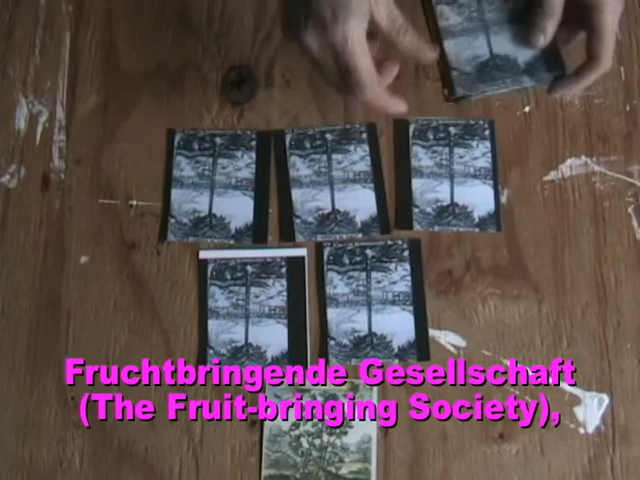 Fruchtbringende Gesellschaft
(The Fruit-bringing Society),